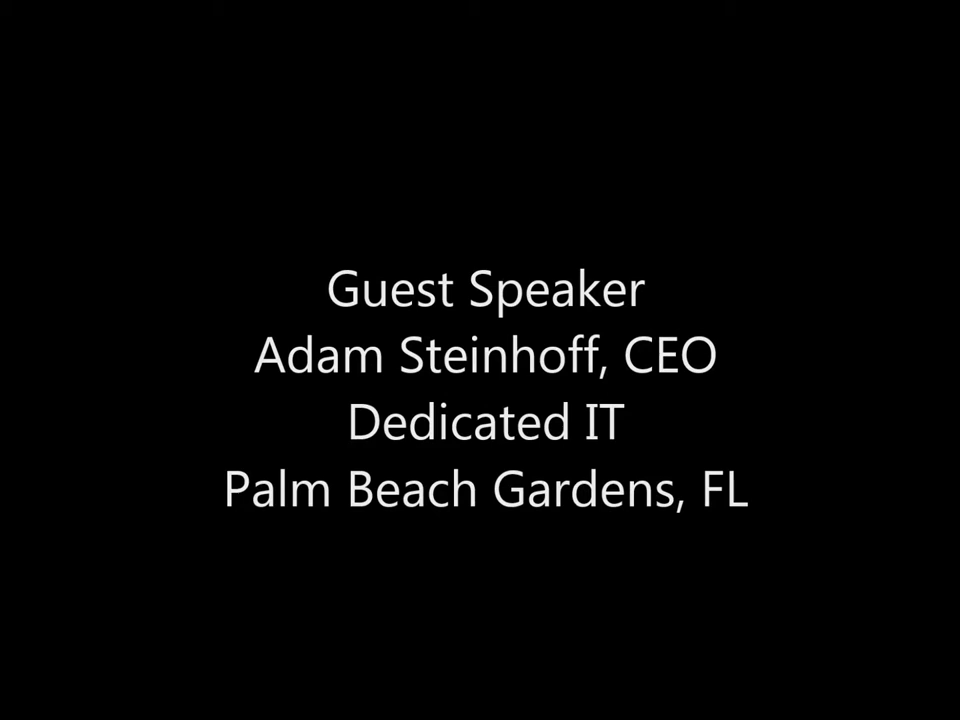 Guest Speaker
Adam Steinhoff, CEO
Dedicated IT
Palm Beach Gardens, FL